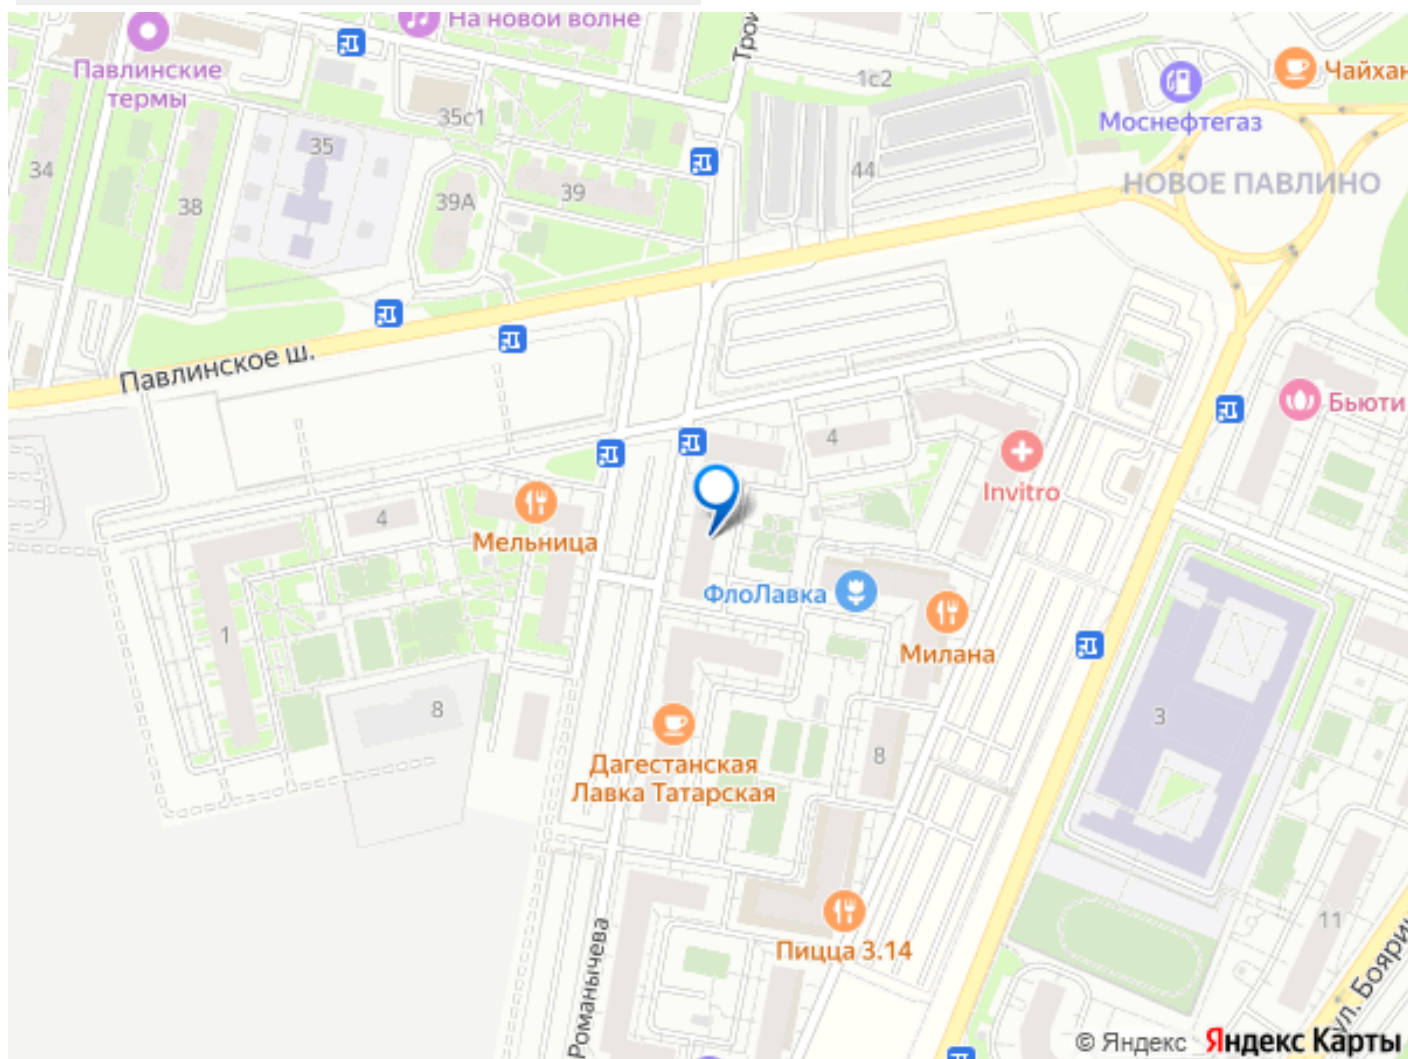 На новой волне
Трои
Павлинские
термы
35с1
1с2
Чайхан
Моснефтегаз
35
34
38
39А
39
44
НОВОЕ ПАВЛИНО
Павлинское ш.
Бьюти
4
Invitro
4
Мельница
ФлоЛавка
Милана
1
8
3
8
Дагестанская
Лавка Татарская
11
Пицца 3.14
Романычева
ул. Бояри
© Яндекс Яндекс Карты